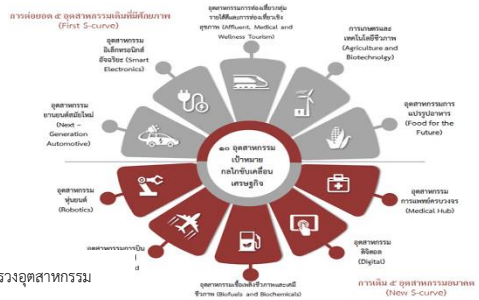 การต่อยอด ๕ อุตสาหกรรมเดิมที่มีศักยภาพ
(First S-curve)
อุตสาหกรรมการท่องเที่ยวกลุ่ม
รายได้ดีและการท่องเที่ยวเชิง
สุขภาพ (Affluent, Medical and
Wellness Tourism)
อุตสาหกรรม
อิเล็กทรอนิกส์
อัจฉริยะ (Smart
Electronics)
การเกษตรและ
เทคโนโลยีชีวภาพ
(Agriculture and
Biotechnology)
อุตสาหกรรม
ยานยนต์สมัยใหม่
(Next –
Generation
Automotive)
อุตสาหกรรมการ
แปรรูปอาหาร
(Food for the
Future)
๑๐ อุตสาหกรรม
เป้าหมาย
กลไกขับเคลื่อน
เศรษฐกิจ
อุตสาหกรรม
หุ่นยนต์
(Robotics)
อุตสาหกรรม
การแพทย์ครบวงจร
(Medical Hub)
อุตสาหกรรมการบิน
d
อุตสาหกรรม
ดิจิตอล
(Digital)
รวงอุตสาหกรรม
อุตสาหกรรมเชื้อเพลิงชีวภาพและเคมี
ชีวภาพ (Biofuels and Biochemicals)
การเติม ๕ อุตสาหกรรมอนาคต
(New S-curve)